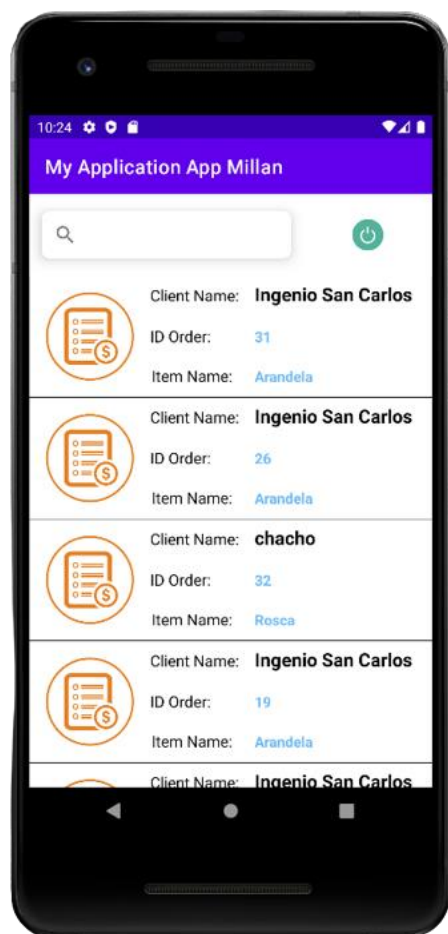 10:24
My Application App Millan
Client Name: Ingenio San Carlos
ID Order: 31
Item Name: Arandela
Client Name: Ingenio San Carlos
ID Order: 26
Item Name: Arandela
Client Name: chacho
ID Order: 32
Item Name: Rosca
Client Name: Ingenio San Carlos
ID Order: 19
Item Name: Arandela
Client Name: Ingenio San Carlos